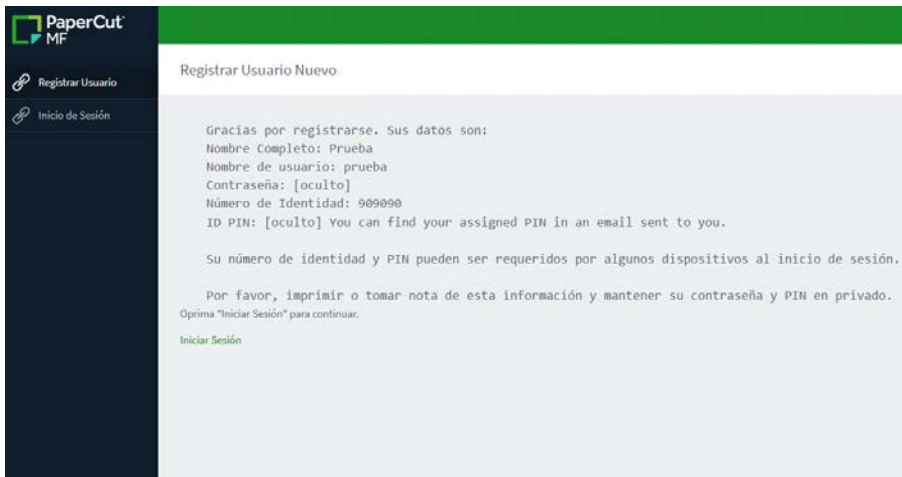 PaperCut
MF
Registrar Usuario
Inicio de Sesión
Registrar Usuario Nuevo
Gracias por registrarse. Sus datos son:
Nombre Completo: Prueba
Nombre de usuario: prueba
Contraseña: [oculto]
Número de Identidad: 909090
ID PIN: [oculto] You can find your assigned PIN in an email sent to you.
Su número de identidad y PIN pueden ser requeridos por algunos dispositivos al inicio de sesión.
Por favor, imprimir o tomar nota de esta información y mantener su contraseña y PIN en privado.
Oprima "Iniciar Sesión" para continuar.
Iniciar Sesión